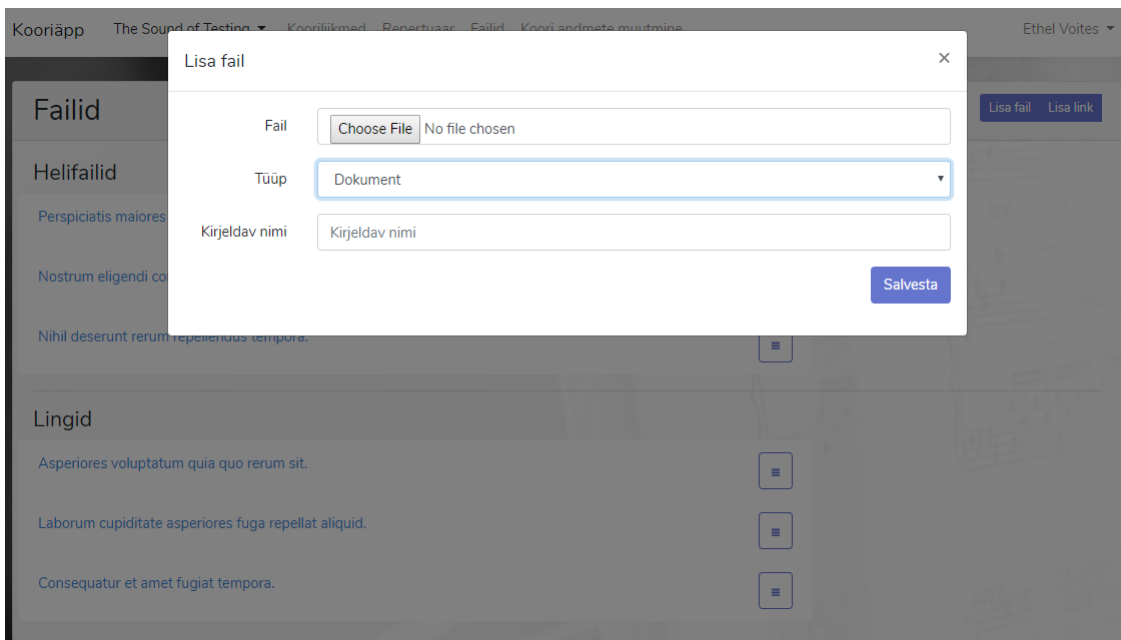 Kooriäpp The Sound of Testing Kooriliikmed Repertuaar Failid Koori andmete muutmine Ethel Voites
Lisa fail ×
Failid Lisa fail Lisa link
Fail Choose File No file chosen
Helifailid
Tüüp Dokument
Perspiciatis maiores
Kirjeldav nimi Kirjeldav nimi
Nostrum eligendi co
Salvesta
Nihil deserunt rerum repellendus tempora.
Lingid
Asperiores voluptatum quia quo rerum sit.
Laborum cupiditate asperiores fuga repellat aliquid.
Consequatur et amet fugiat tempora.